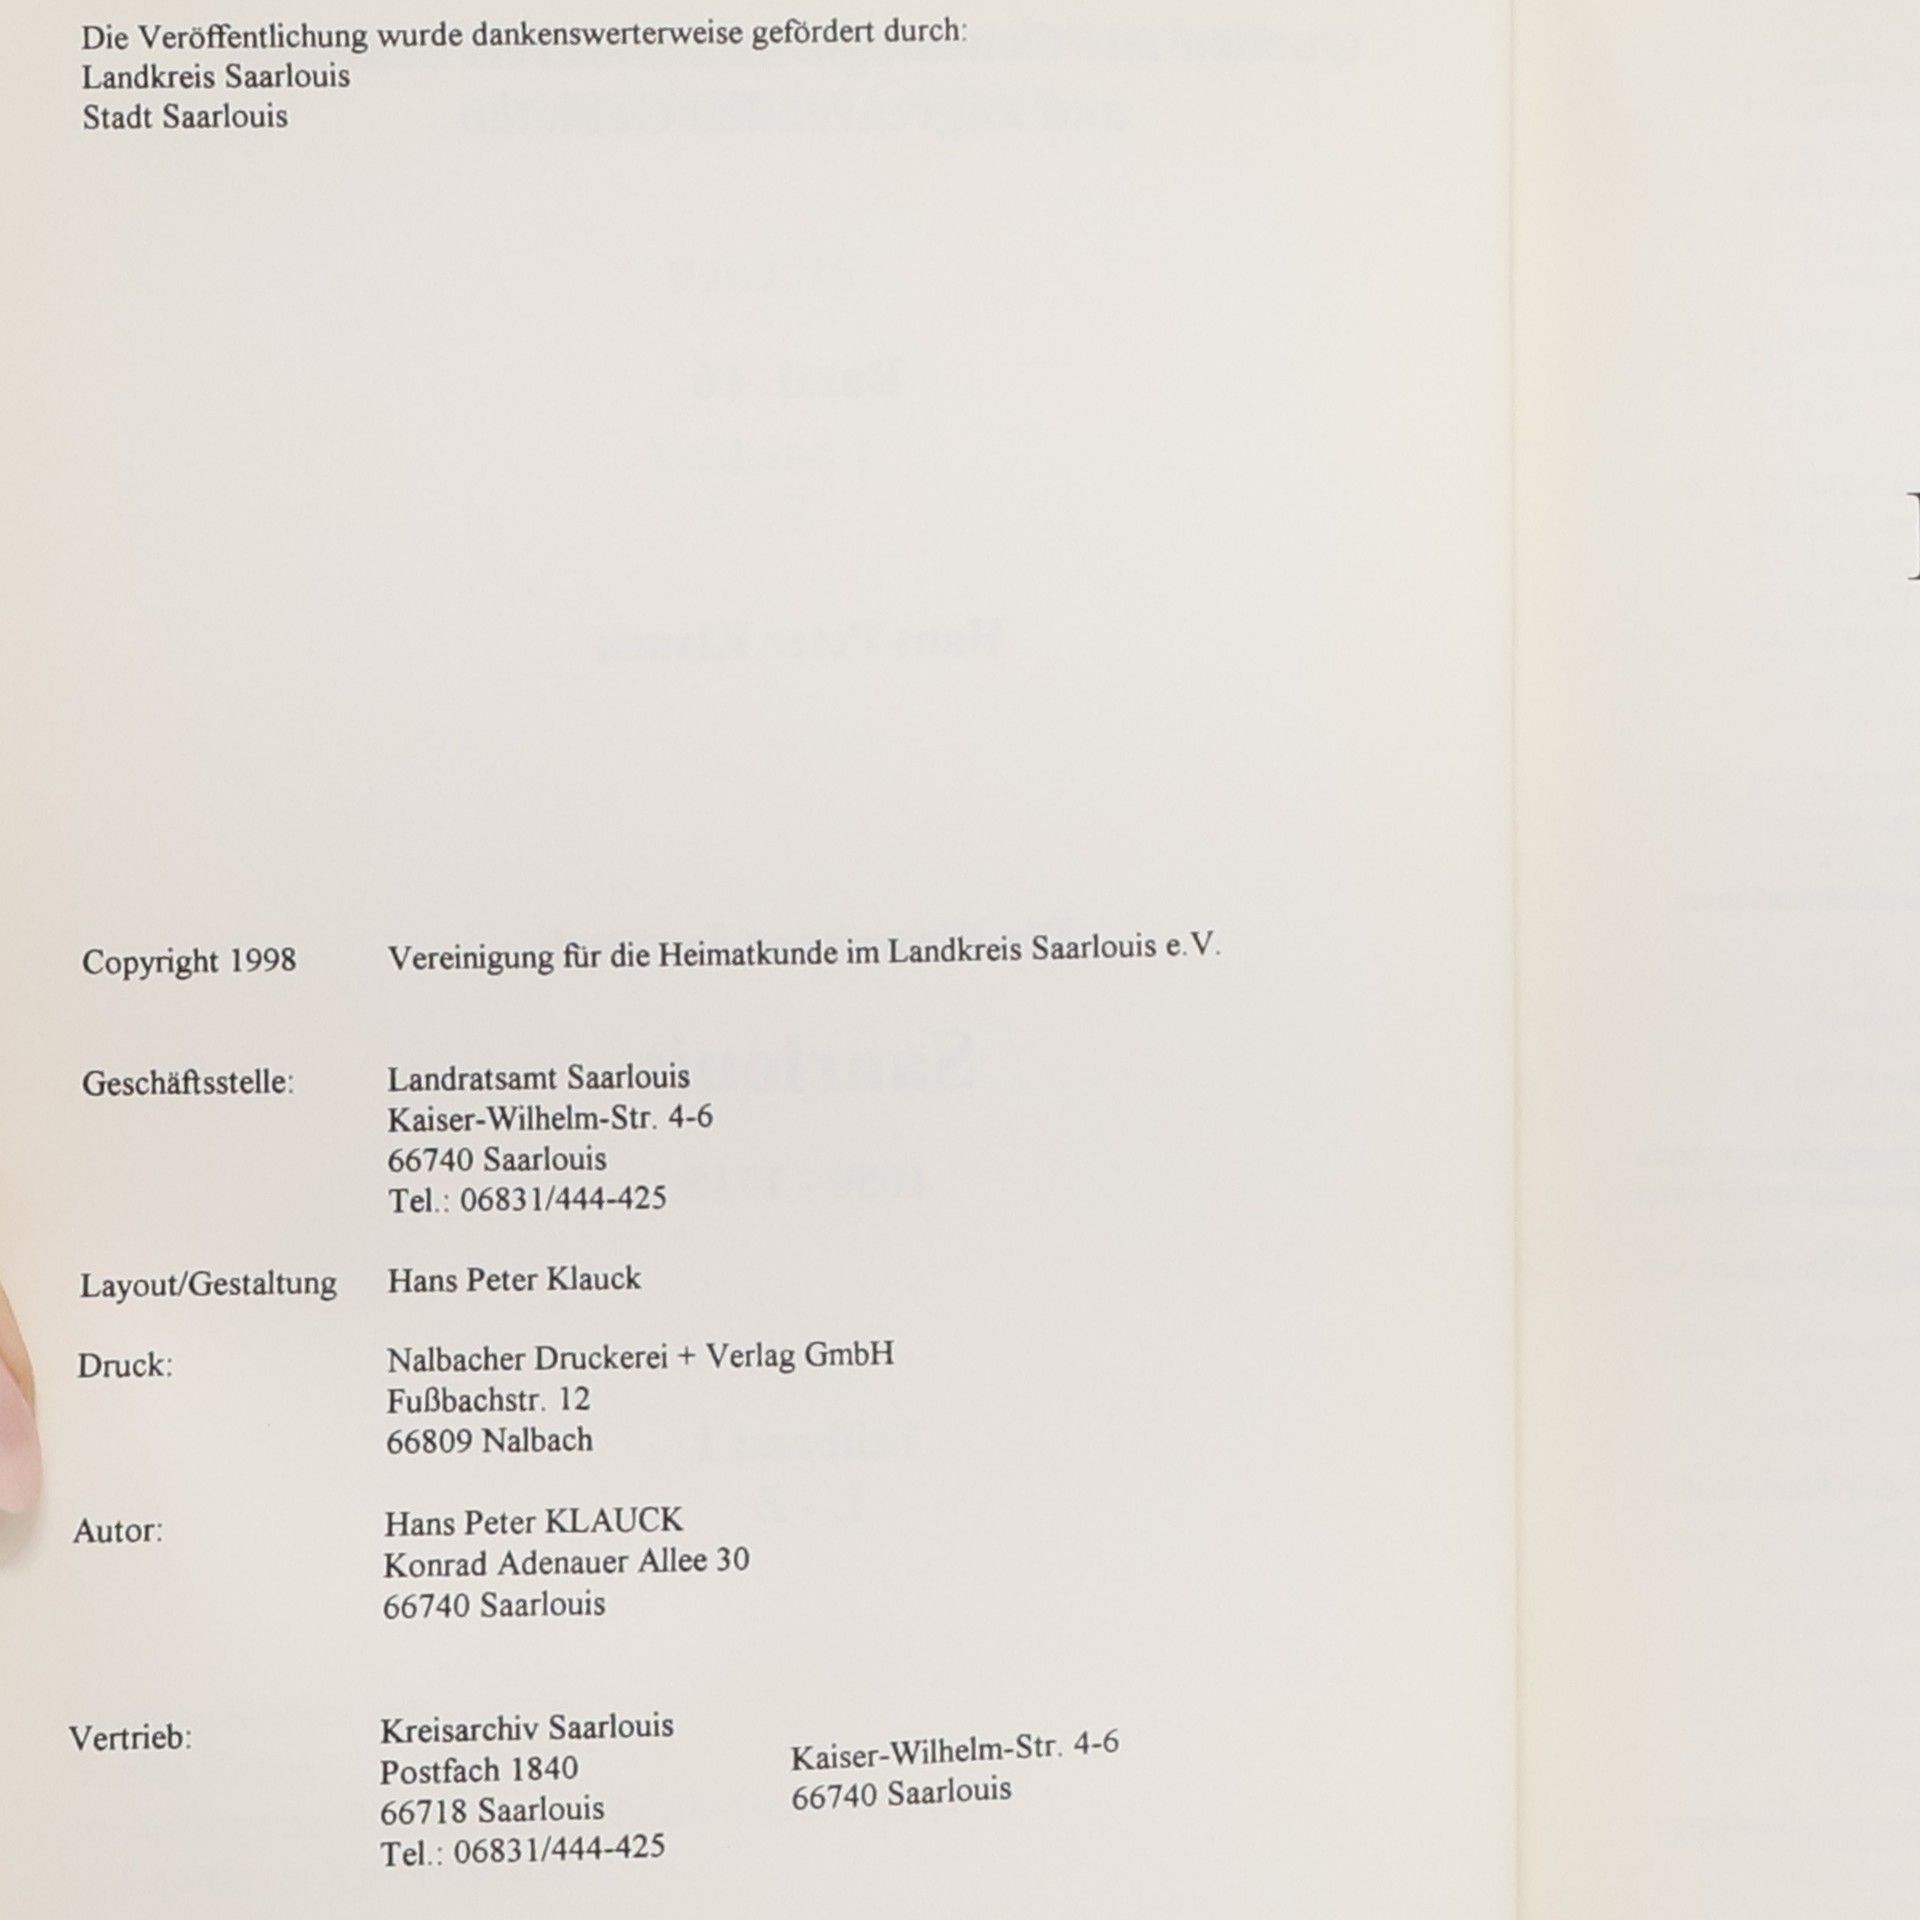 Die Veröffentlichung wurde dankenswerterweise gefördert durch:
Landkreis Saarlouis
Stadt Saarlouis
Copyright 1998 Vereinigung für die Heimatkunde im Landkreis Saarlouis e.V.
Geschäftsstelle: Landratsamt Saarlouis
Kaiser-Wilhelm-Str. 4-6
66740 Saarlouis
Tel.: 06831/444-425
Layout/Gestaltung Hans Peter Klauck
Druck: Nalbacher Druckerei + Verlag GmbH
Fußbachstr. 12
66809 Nalbach
Autor: Hans Peter KLAUCK
Konrad Adenauer Allee 30
66740 Saarlouis
Vertrieb: Kreisarchiv Saarlouis
Postfach 1840 Kaiser-Wilhelm-Str. 4-6
66718 Saarlouis 66740 Saarlouis
Tel.: 06831/444-425